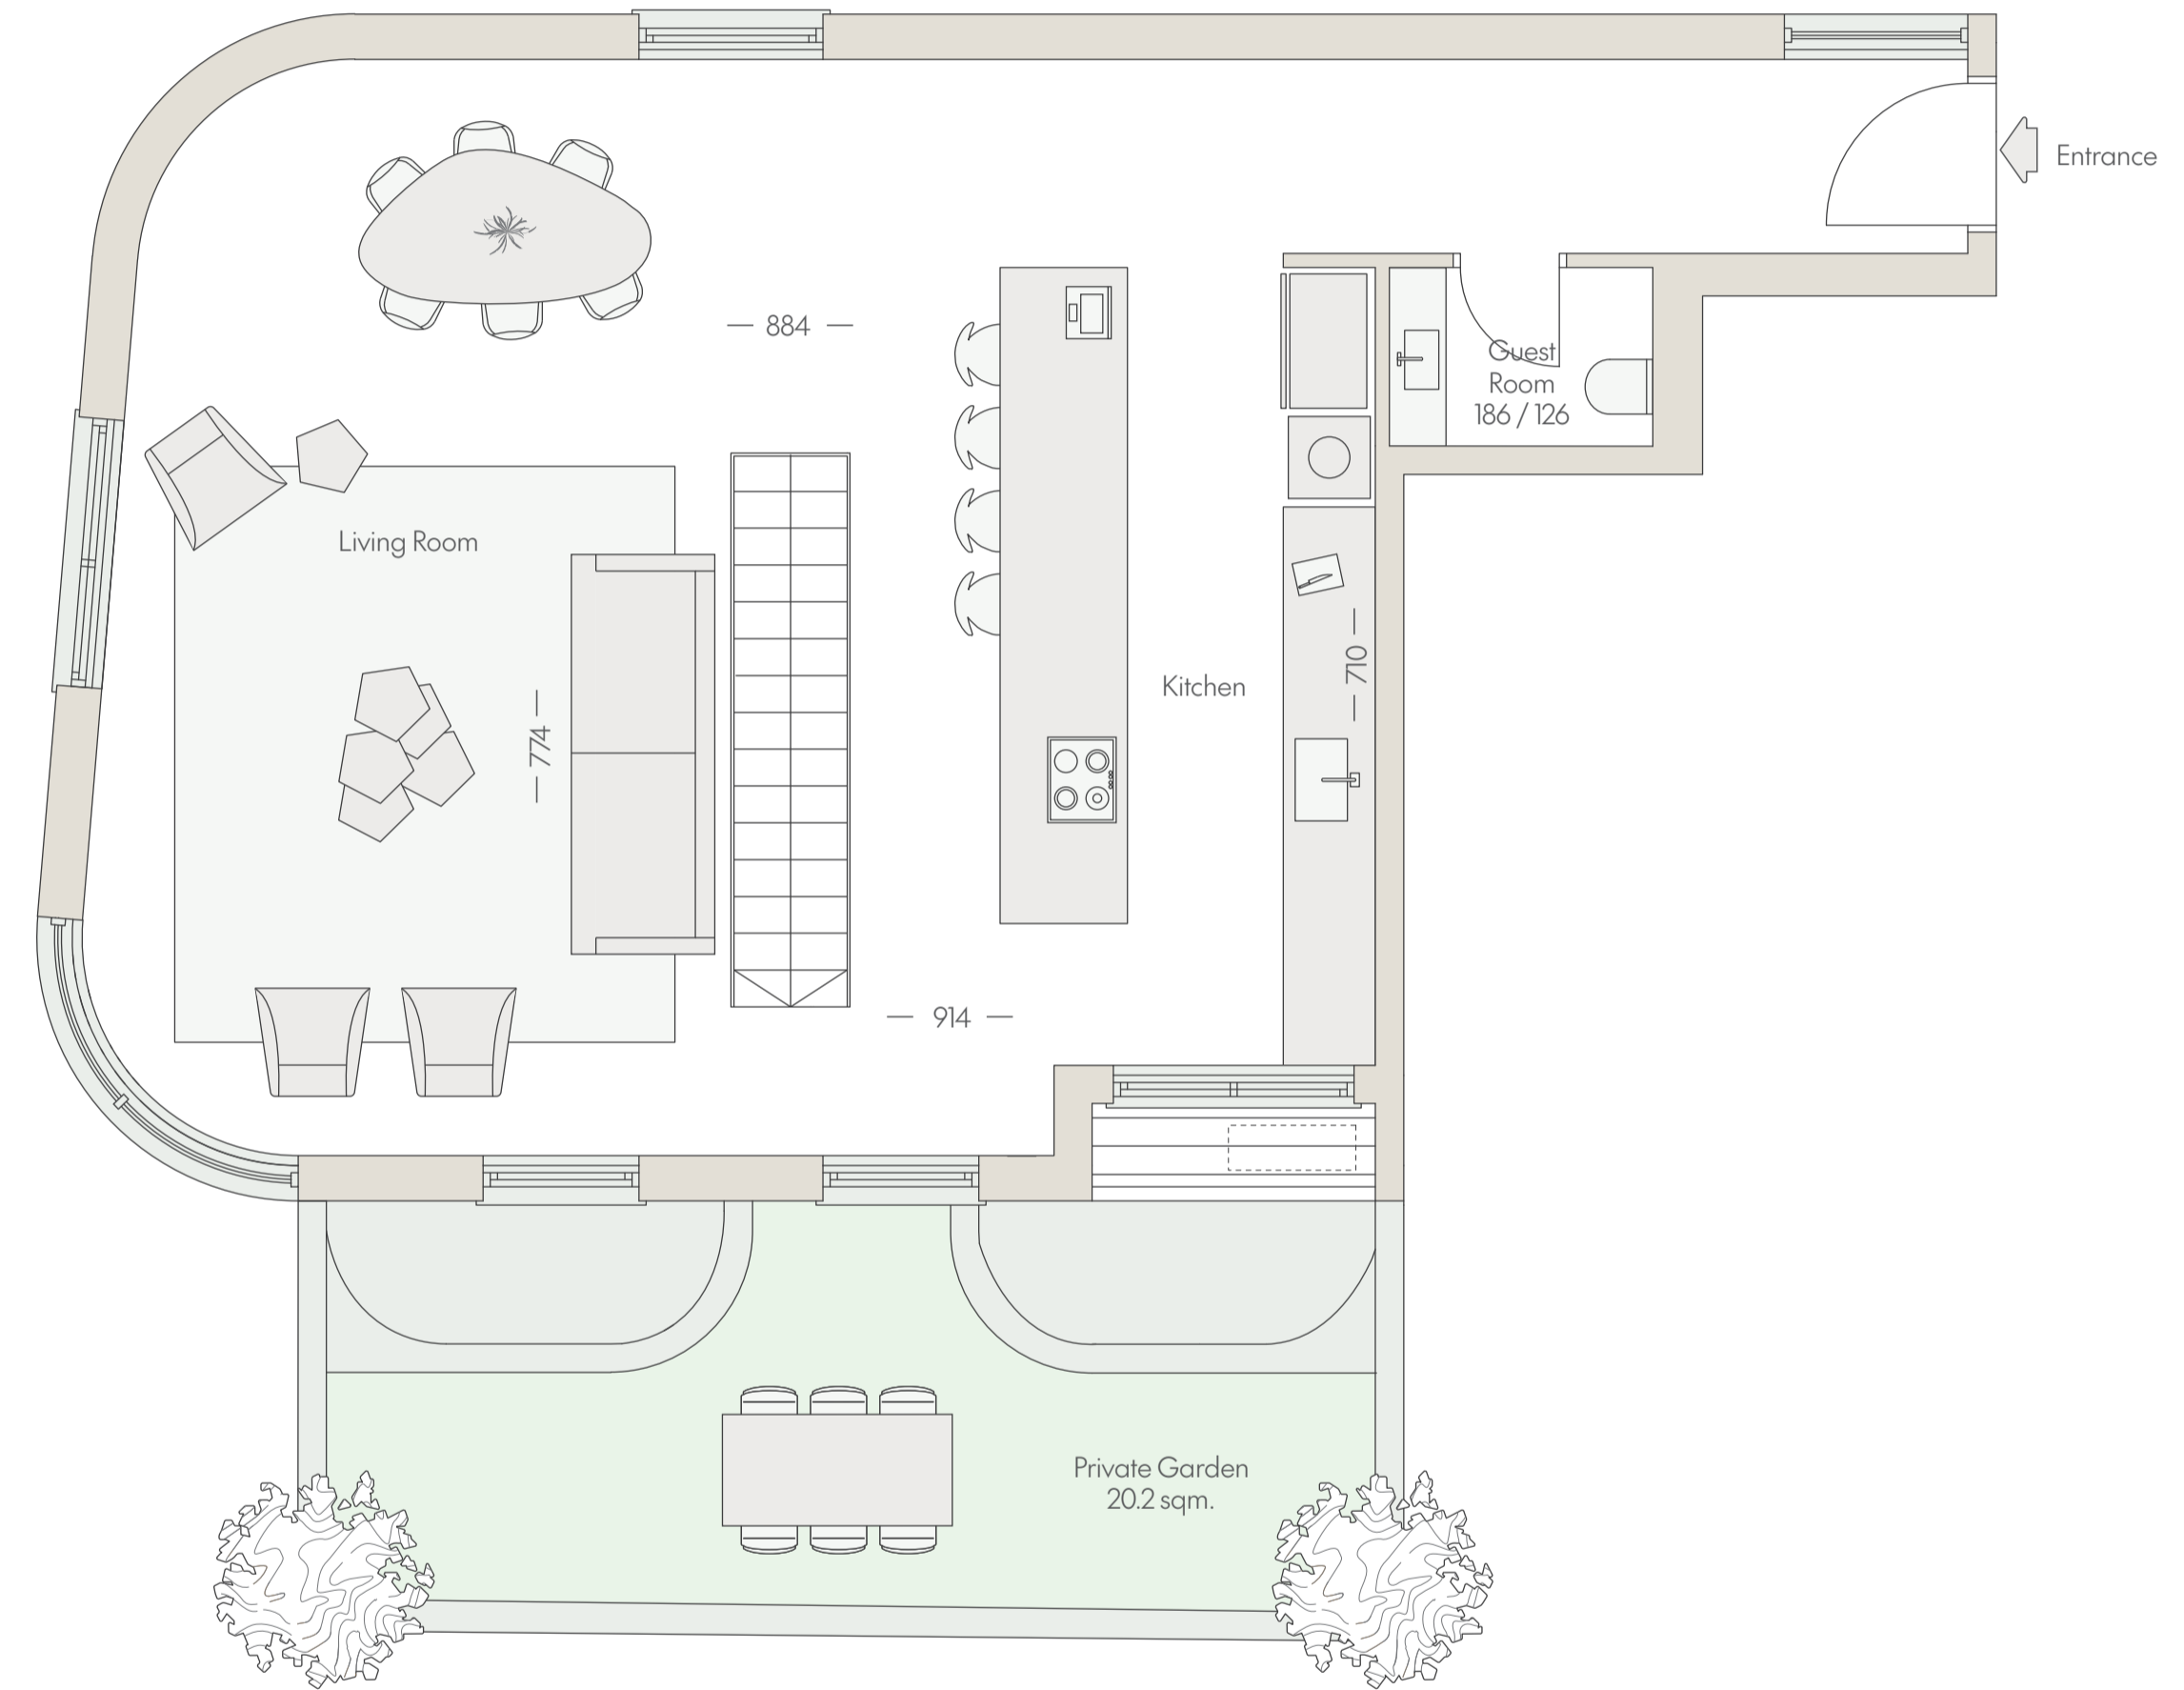 Entrance
— 884 —
Guest
Room
186 / 126
Living Room
— 710 —
Kitchen
— 774 —
— 914 —
Private Garden
20.2 sqm.